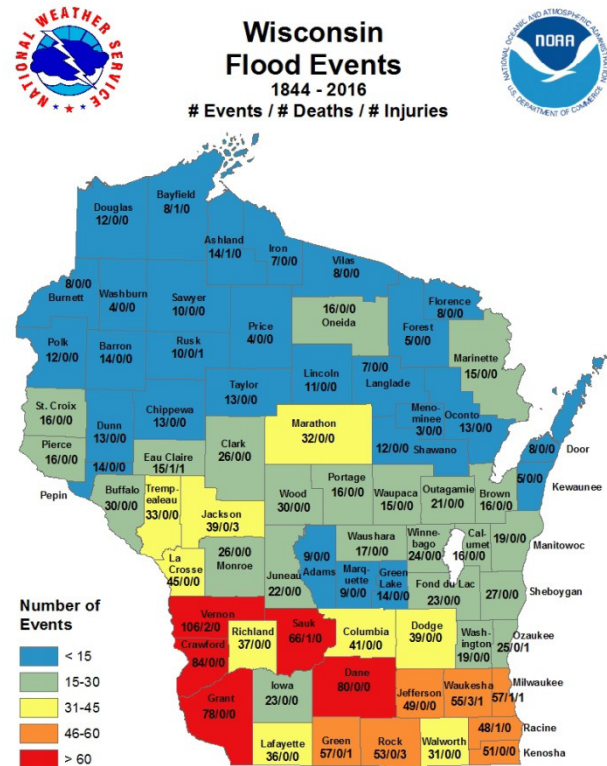 NATIONAL WEATHER SERVICE
Wisconsin
Flood Events
1844 - 2016
# Events / # Deaths / # Injuries
NATIONAL OCEANIC AND ATMOSPHERIC ADMINISTRATION
NOAA
U.S. DEPARTMENT OF COMMERCE
Douglas
12/0/0
Bayfield
8/1/0
Ashland
14/1/0
Iron
7/0/0
Vilas
8/0/0
8/0/0
Burnett
Washburn
4/0/0
Sawyer
10/0/0
Price
4/0/0
16/0/0
Oneida
Forest
5/0/0
Florence
8/0/0
Marinette
15/0/0
Polk
12/0/0
Barron
14/0/0
Rusk
10/0/1
Taylor
13/0/0
Lincoln
11/0/0
7/0/0
Langlade
Meno-
minee
3/0/0
Oconto
13/0/0
St. Croix
16/0/0
Dunn
13/0/0
Chippewa
13/0/0
Clark
26/0/0
Marathon
32/0/0
12/0/0
Shawano
8/0/0
Door
5/0/0
Kewaunee
Pierce
16/0/0
14/0/0
Pepin
Eau Claire
15/1/1
Buffalo
30/0/0
Tremp-
ealeau
33/0/0
Jackson
39/0/3
Wood
30/0/0
Portage
16/0/0
Waupaca
15/0/0
Outagamie
21/0/0
Brown
16/0/0
La
Crosse
45/0/0
26/0/0
Monroe
Juneau
22/0/0
9/0/0
Adams
Waushara
17/0/0
Marq-
uette
9/0/0
Green
Lake
14/0/0
Winne-
bago
24/0/0
Cal-
umet
16/0/0
19/0/0
Manitowoc
Fond du Lac
23/0/0
27/0/0
Sheboygan
Vernon
106/2/0
Crawford
84/0/0
Richland
37/0/0
Sauk
66/1/0
Columbia
41/0/0
Dodge
39/0/0
Wash-
ington
19/0/0
Ozaukee
25/0/1
Grant
78/0/0
Iowa
23/0/0
Dane
80/0/0
Jefferson
49/0/0
Waukesha
55/3/1
Milwaukee
57/1/1
Lafayette
36/0/0
Green
57/0/1
Rock
53/0/3
Walworth
31/0/0
48/1/0
Racine
51/0/0
Kenosha
Number of
Events
< 15
15-30
31-45
46-60
> 60